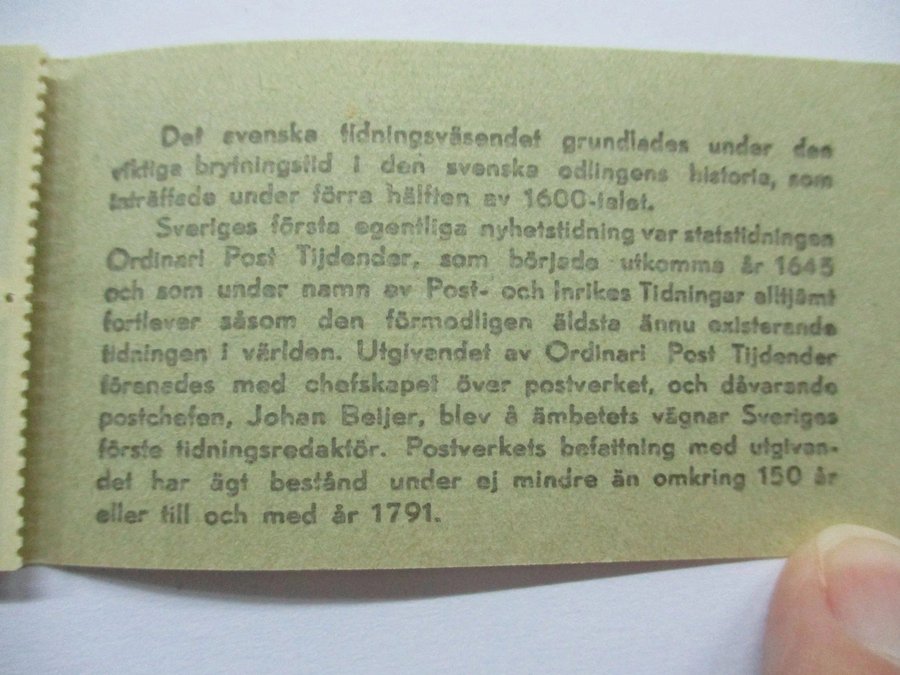 Det svenska tidningsväsendet grundlades under den
viktiga brytningstid i den svenska odlingens historia, som
inträffade under förra hälften av 1600-talet.
Sveriges första egentliga nyhetstidning var statstidningen
Ordinari Post Tijdender, som började utkomma år 1645
och som under namn av Post- och Inrikes Tidningar alltjämt
fortlever såsom den förmodligen äldsta ännu existerande
tidningen i världen. Utgivandet av Ordinari Post Tijdender
förenades med chefskapet över postverket, och dåvarande
postchefen, Johan Beijer, blev å ämbetets vägnar Sveriges
förste tidningsredaktör. Postverkets befattning med utgivan-
det har ägt bestånd under ej mindre än omkring 150 år
eller till och med år 1791.